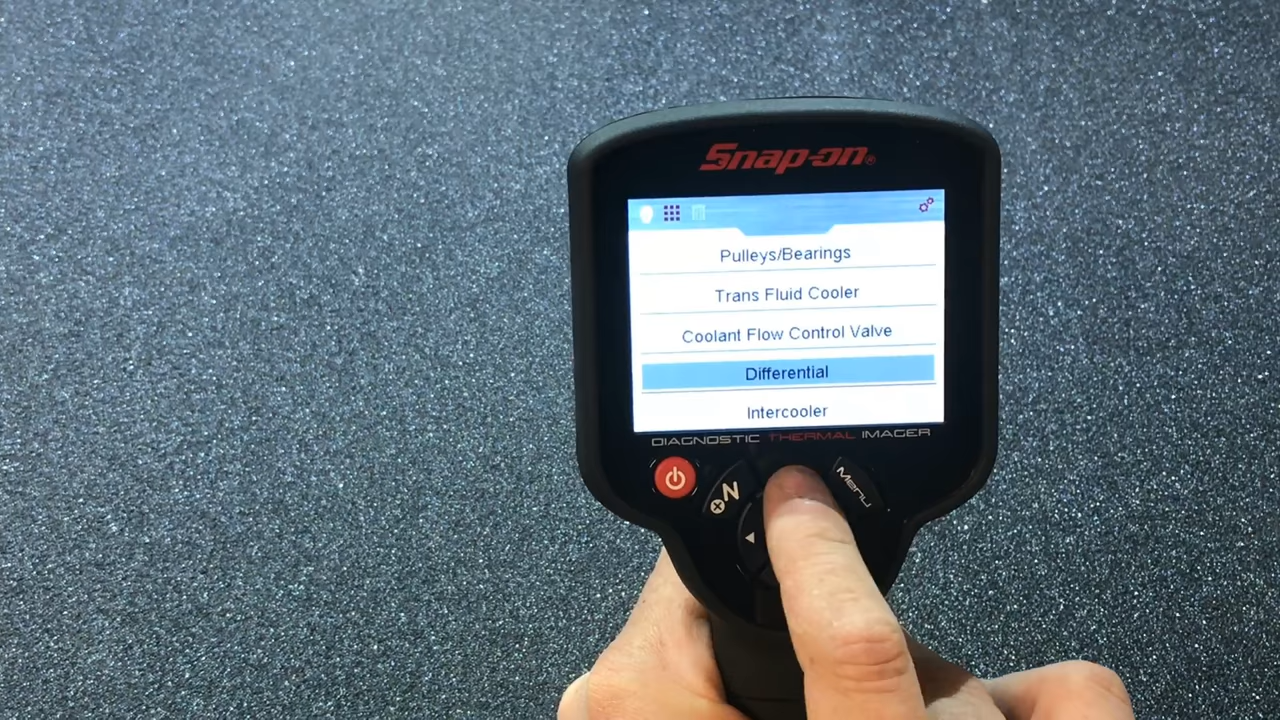 Snap-on®
Pulleys/Bearings
Trans Fluid Cooler
Coolant Flow Control Valve
Differential
Intercooler
DIAGNOSTIC THERMAL IMAGER
N
Menu